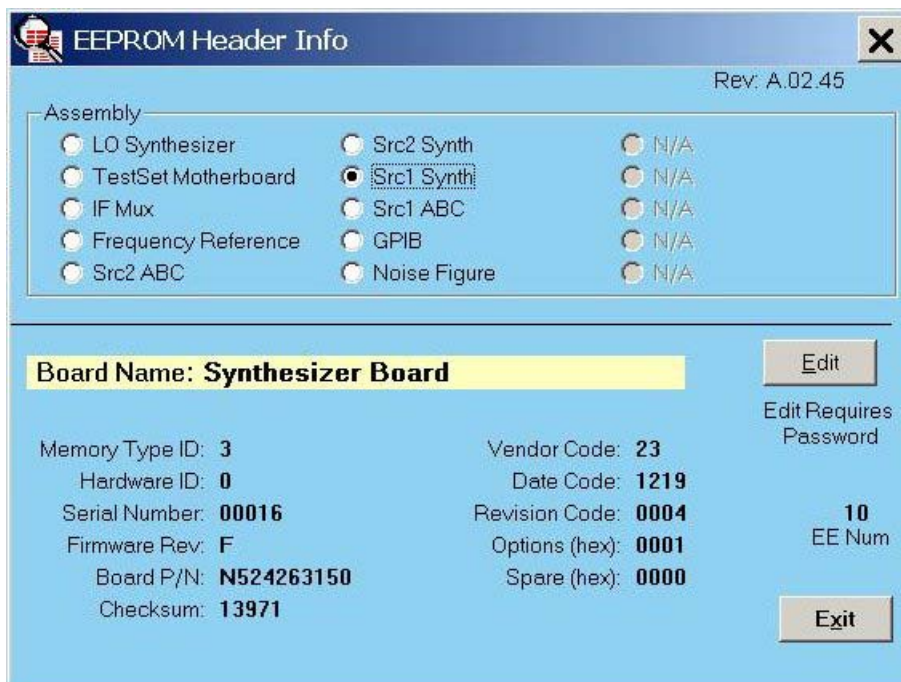 EEPROM Header Info
Rev: A.02.45
Assembly
LO Synthesizer
TestSet Motherboard
IF Mux
Frequency Reference
Src2 ABC
Src2 Synth
Src1 Synth
Src1 ABC
GPIB
Noise Figure
N/A
N/A
N/A
N/A
N/A
Board Name: Synthesizer Board
Edit
Edit Requires
Password
Memory Type ID: 3
Hardware ID: 0
Serial Number: 00016
Firmware Rev: F
Board P/N: N524263150
Checksum: 13971
Vendor Code: 23
Date Code: 1219
Revision Code: 0004
Options (hex): 0001
Spare (hex): 0000
10
EE Num
Exit